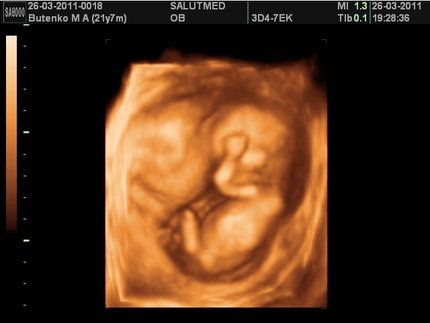 SA8000
26-03-2011-0018 SALUTMED MI 1.3 26-03-2011
Butenko M A (21y7m) OB 3D4-7EK TIb 0.1 19:28:36